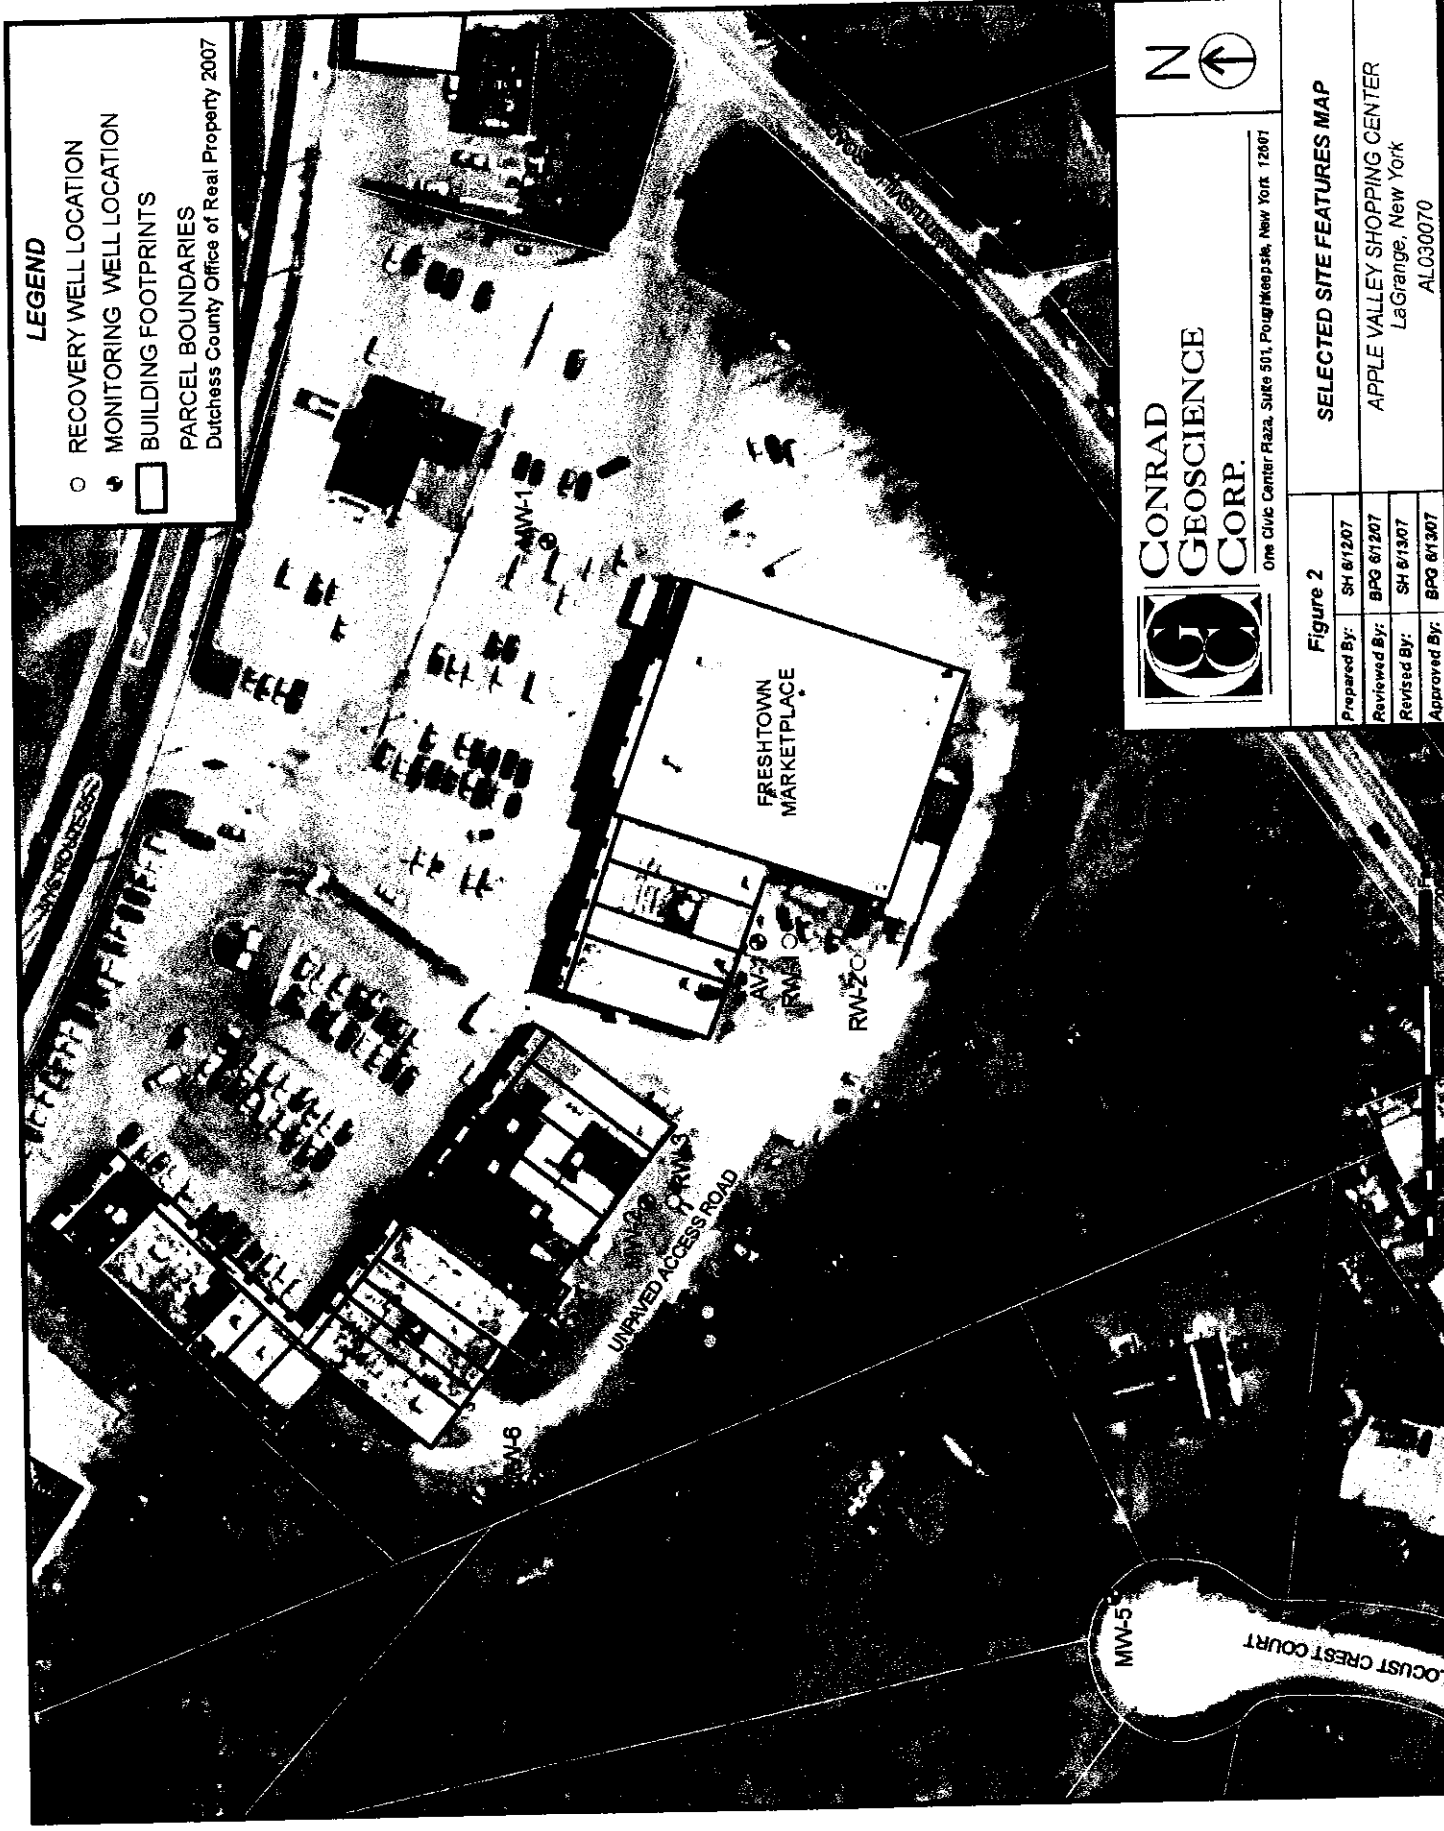 LEGEND
RECOVERY WELL LOCATION
MONITORING WELL LOCATION
BUILDING FOOTPRINTS
PARCEL BOUNDARIES
Dutchess County Office of Real Property 2007
MW-1
FRESHTOWN
MARKETPLACE
RW-2
UNPAVED ACCESS ROAD
MW-5
LOCUST CREST COURT
N
CONRAD
GEOSCIENCE
CORP.
One Civic Center Plaza, Suite 501, Poughkeepsie, New York 12601
Figure 2
SELECTED SITE FEATURES MAP
Prepared By: SH 6/12/07
Reviewed By: BPG 6/12/07
Revised By: SH 6/13/07
Approved By: BPG 6/13/07
APPLE VALLEY SHOPPING CENTER
LaGrange, New York
AL030070